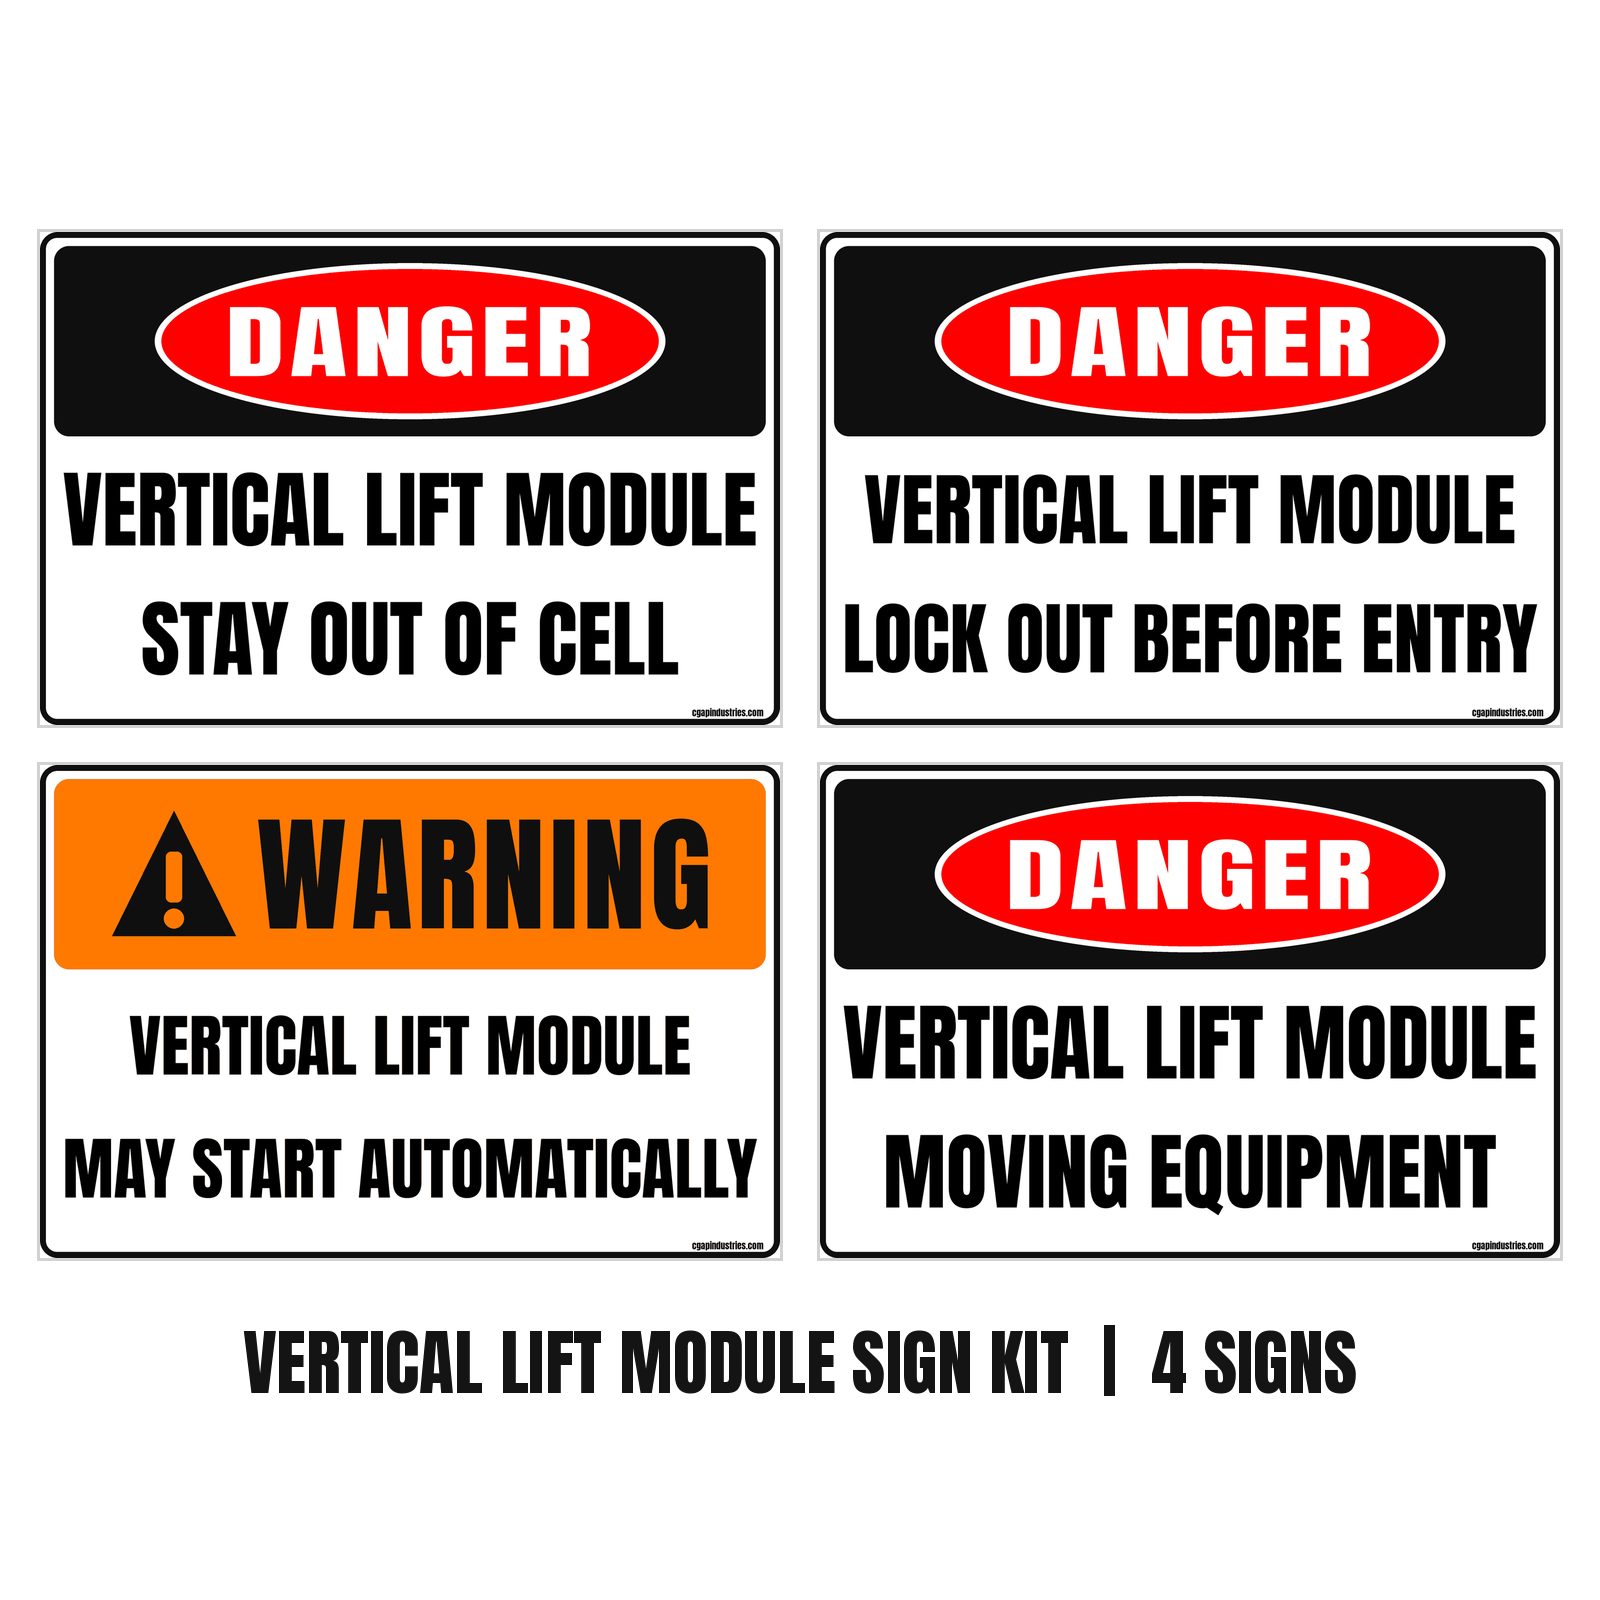 DANGER
VERTICAL LIFT MODULE
STAY OUT OF CELL
cgapindustries.com
DANGER
VERTICAL LIFT MODULE
LOCK OUT BEFORE ENTRY
cgapindustries.com
WARNING
VERTICAL LIFT MODULE
MAY START AUTOMATICALLY
cgapindustries.com
DANGER
VERTICAL LIFT MODULE
MOVING EQUIPMENT
cgapindustries.com
VERTICAL LIFT MODULE SIGN KIT | 4 SIGNS